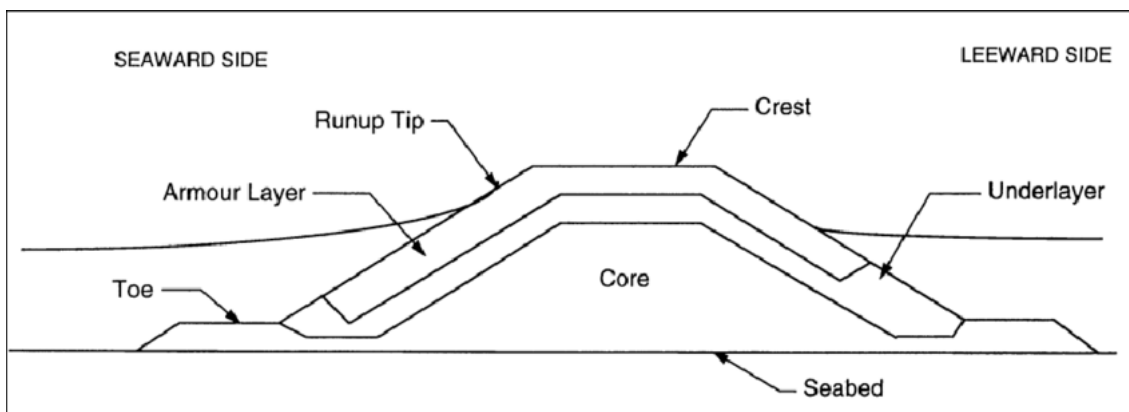 SEAWARD SIDE
LEEWARD SIDE
Runup Tip
Crest
Armour Layer
Underlayer
Toe
Core
Seabed